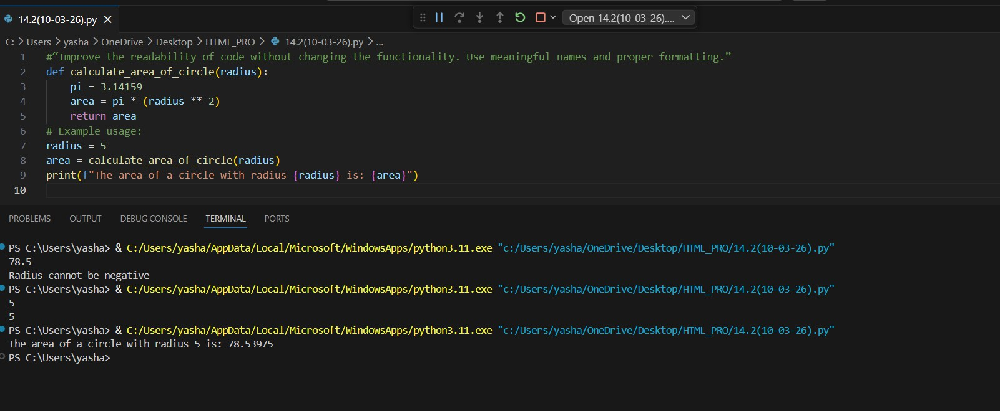 14.2(10-03-26).py
Open 14.2(10-03-26)....
C: > Users > yasha > OneDrive > Desktop > HTML_PRO > 14.2(10-03-26).py > ...
1 #“Improve the readability of code without changing the functionality. Use meaningful names and proper formatting.”
2 def calculate_area_of_circle(radius):
3     pi = 3.14159
4     area = pi * (radius ** 2)
5     return area
6 # Example usage:
7 radius = 5
8 area = calculate_area_of_circle(radius)
9 print(f"The area of a circle with radius {radius} is: {area}")
10
PROBLEMS OUTPUT DEBUG CONSOLE TERMINAL PORTS
PS C:\Users\yasha> & C:/Users/yasha/AppData/Local/Microsoft/WindowsApps/python3.11.exe "c:/Users/yasha/OneDrive/Desktop/HTML_PRO/14.2(10-03-26).py"
78.5
Radius cannot be negative
PS C:\Users\yasha> & C:/Users/yasha/AppData/Local/Microsoft/WindowsApps/python3.11.exe "c:/Users/yasha/OneDrive/Desktop/HTML_PRO/14.2(10-03-26).py"
5
5
PS C:\Users\yasha> & C:/Users/yasha/AppData/Local/Microsoft/WindowsApps/python3.11.exe "c:/Users/yasha/OneDrive/Desktop/HTML_PRO/14.2(10-03-26).py"
The area of a circle with radius 5 is: 78.53975
PS C:\Users\yasha>